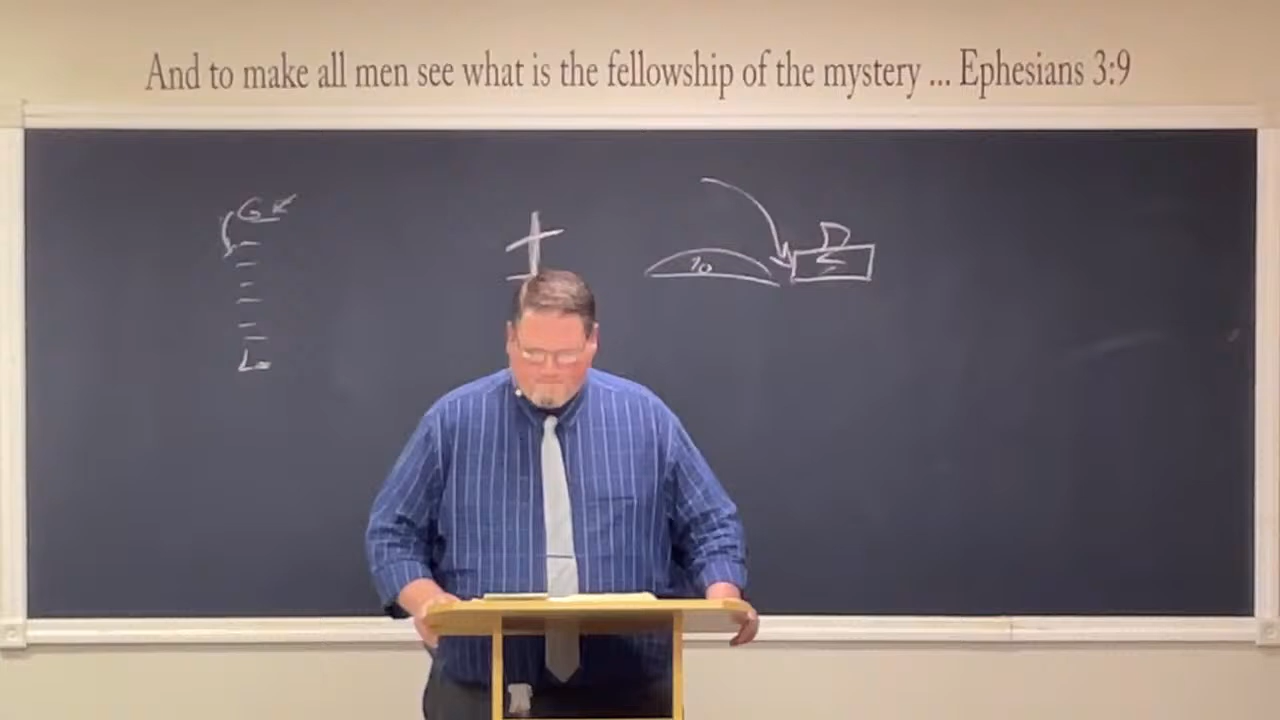 And to make all men see what is the fellowship of the mystery ... Ephesians 3:9
G